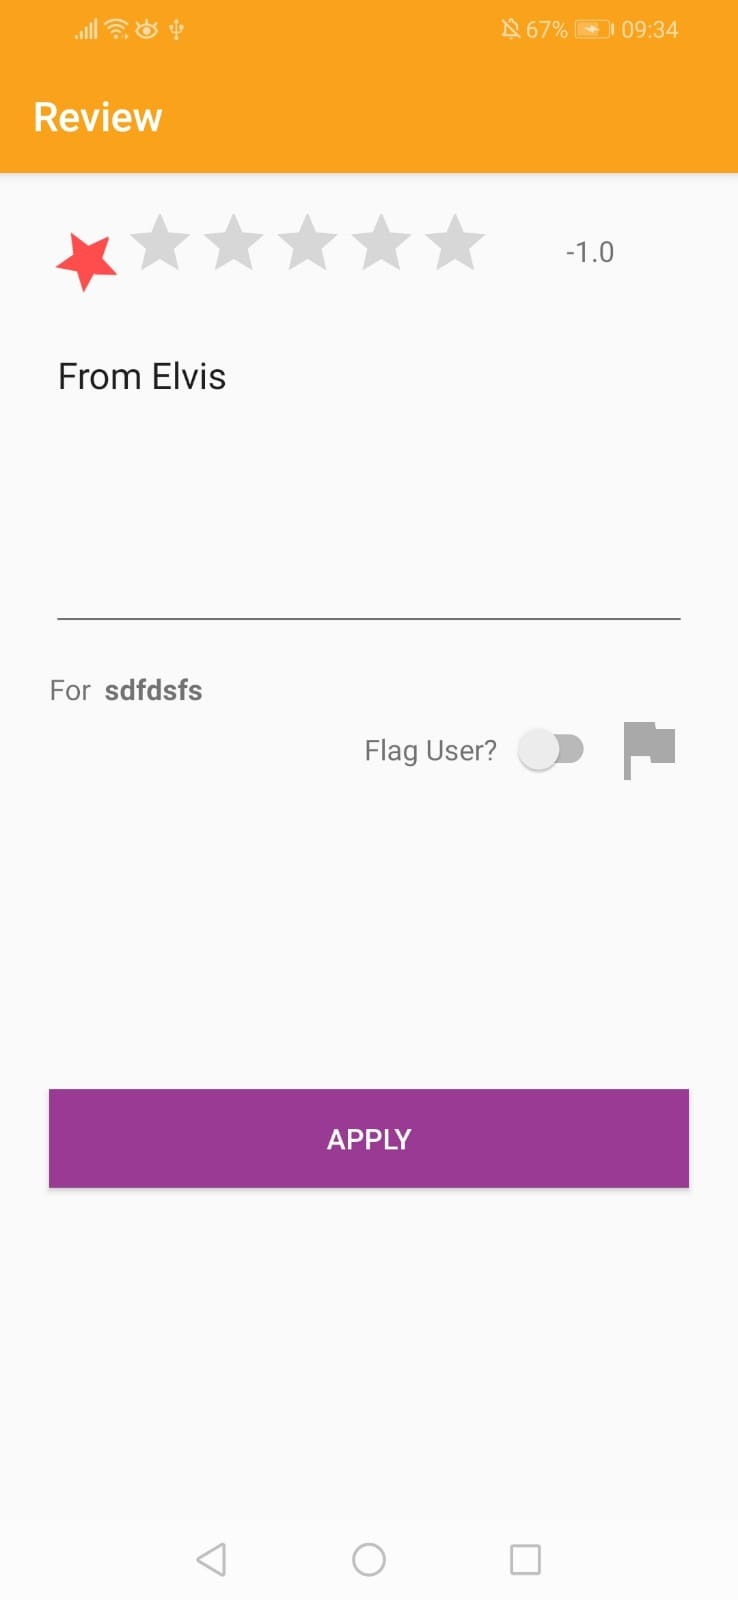 67% 09:34
Review
-1.0
From Elvis
For sdfdsfs
Flag User?
APPLY